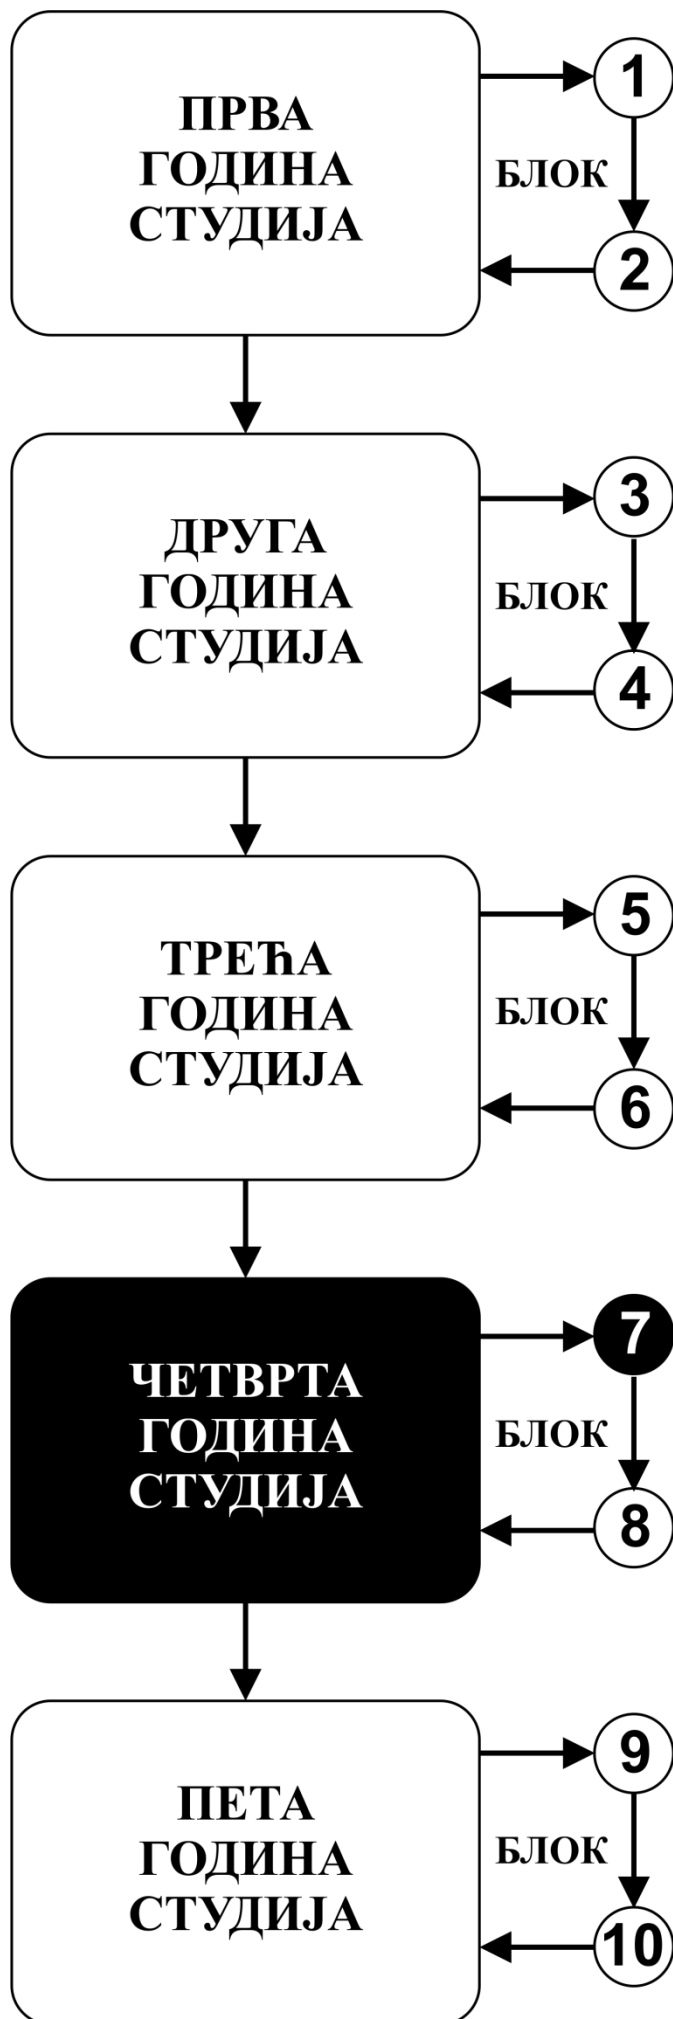 ПРВА
ГОДИНА
СТУДИЈА
1
БЛОК
2
ДРУГА
ГОДИНА
СТУДИЈА
3
БЛОК
4
ТРЕЋА
ГОДИНА
СТУДИЈА
5
БЛОК
6
ЧЕТВРТА
ГОДИНА
СТУДИЈА
7
БЛОК
8
ПЕТА
ГОДИНА
СТУДИЈА
9
БЛОК
10